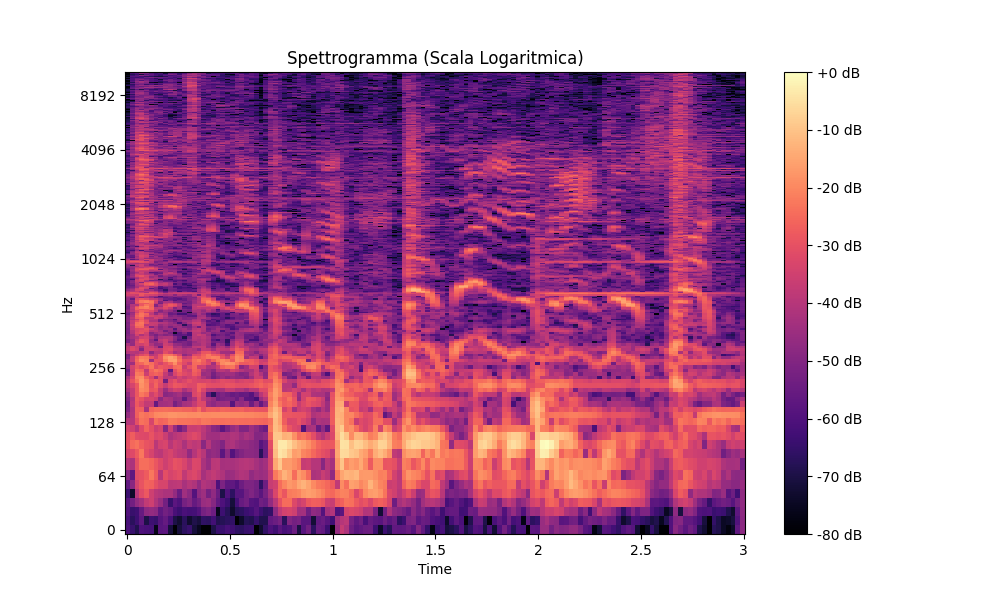 Spettrogramma (Scala Logaritmica)
Hz
8192
4096
2048
1024
512
256
128
64
0
0 0.5 1 1.5 2 2.5 3
Time
+0 dB
-10 dB
-20 dB
-30 dB
-40 dB
-50 dB
-60 dB
-70 dB
-80 dB